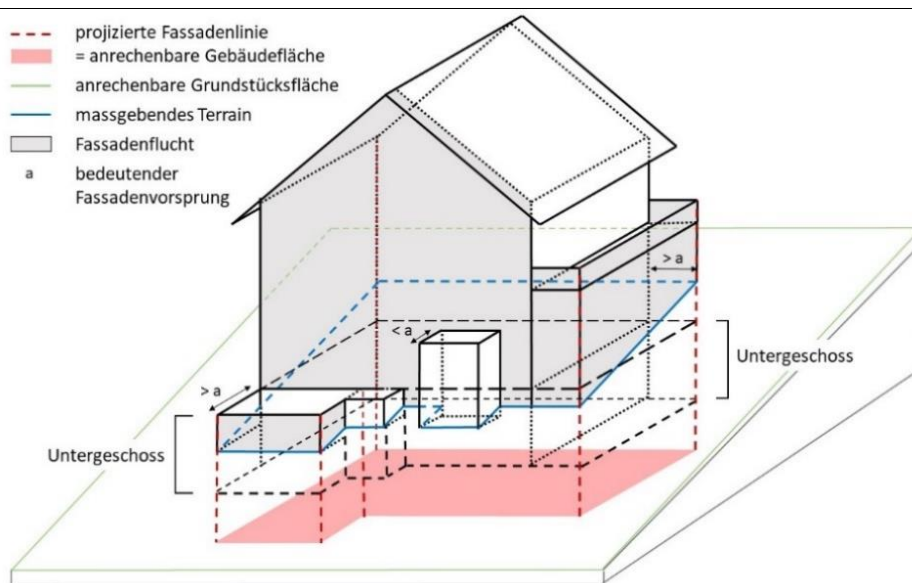 projizierte Fassadenlinie
= anrechenbare Gebäudefläche
anrechenbare Grundstücksfläche
massgebendes Terrain
Fassadenflucht
a bedeutender
Fassadenvorsprung
> a
< a
Untergeschoss
> a
Untergeschoss